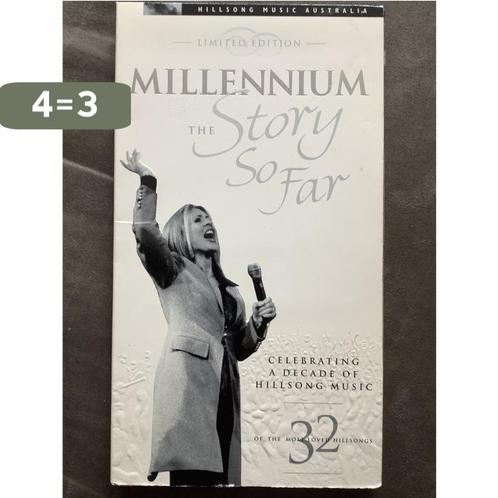 HILLSONG MUSIC AUSTRALIA
LIMITED EDITION
4=3
MILLENNIUM
THE Story
So Far
CELEBRATING
A DECADE OF
HILLSONG MUSIC
32
OF THE MOST LOVED HILLSONGS